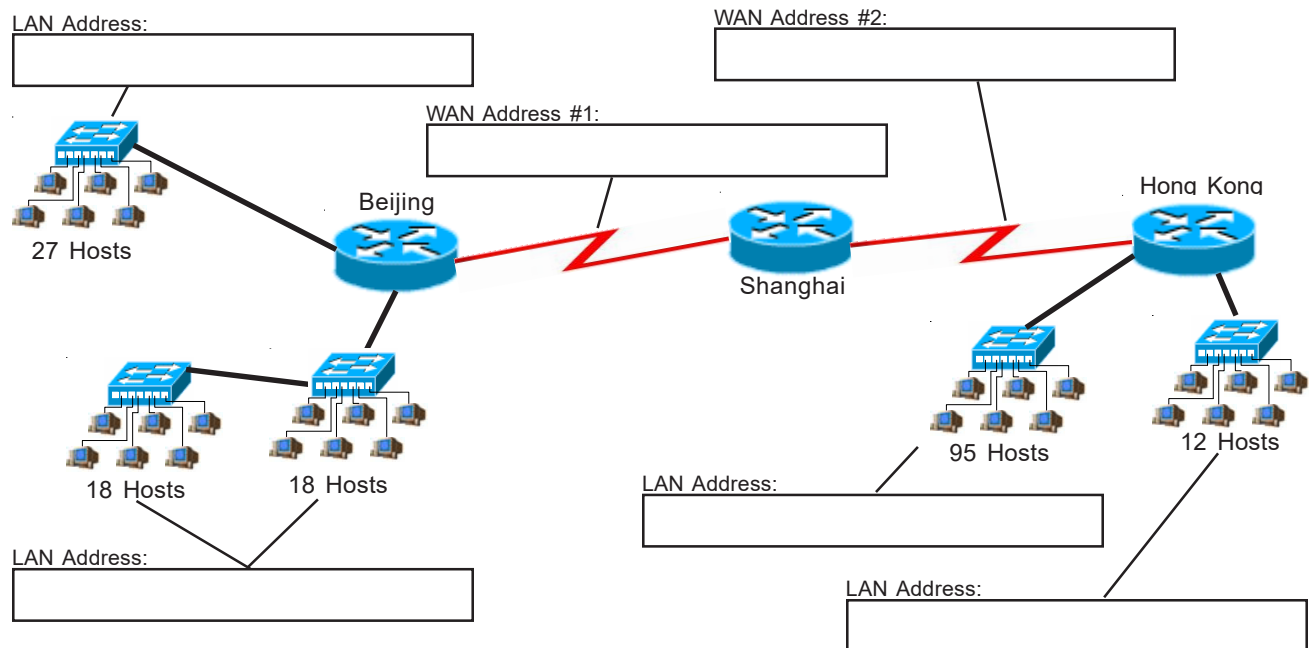 LAN Address:
WAN Address #2:
WAN Address #1:
Beijing
Hong Kong
27 Hosts
Shanghai
18 Hosts
18 Hosts
95 Hosts
12 Hosts
LAN Address:
LAN Address:
LAN Address: